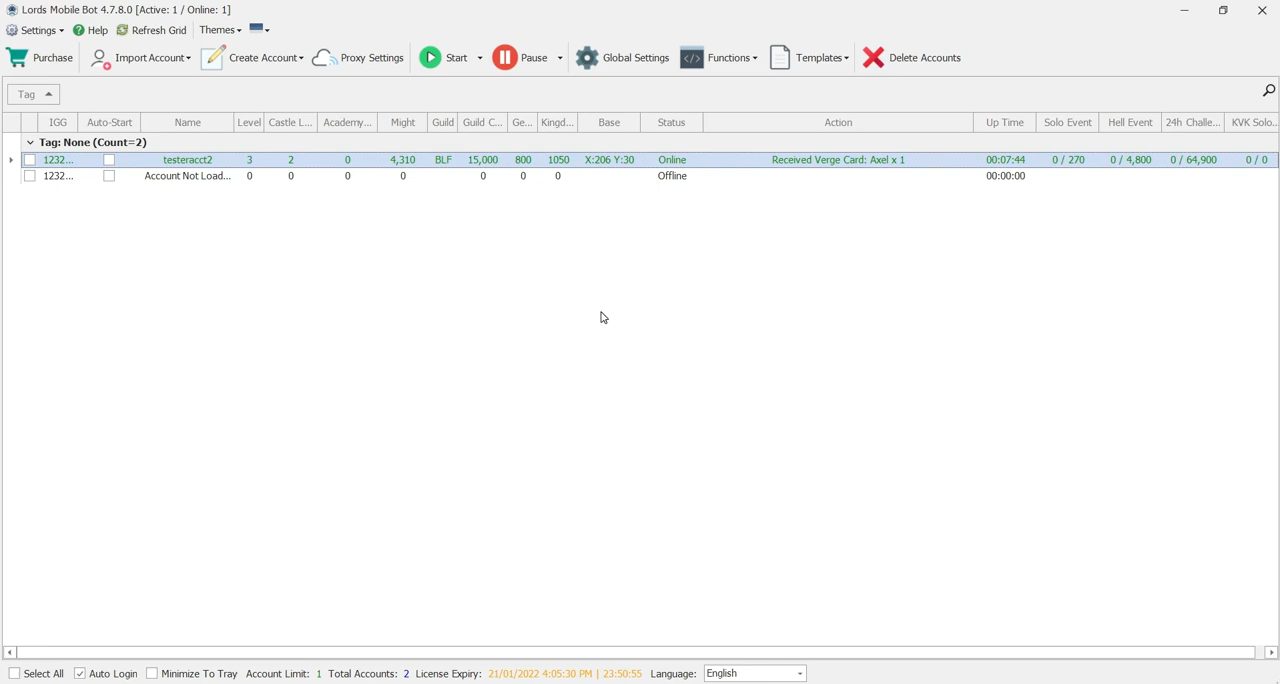 Lords Mobile Bot 4.7.8.0 [Active: 1 / Online: 1]
Settings Help Refresh Grid Themes
Purchase Import Account Create Account Proxy Settings Start Pause Global Settings Functions Templates Delete Accounts
Tag
IGG Auto-Start Name Level Castle L... Academy... Might Guild Guild C... Ge... Kingd... Base Status Action Up Time Solo Event Hell Event 24h Challe... KVK Solo...
Tag: None (Count=2)
1232... testeracct2 3 2 0 4,310 BLF 15,000 800 1050 X:206 Y:30 Online Received Verge Card: Axel x 1 00:07:44 0 / 270 0 / 4,800 0 / 64,900 0 / 0
1232... Account Not Load... 0 0 0 0 0 0 0 Offline 00:00:00
Select All Auto Login Minimize To Tray Account Limit: 1 Total Accounts: 2 License Expiry: 21/01/2022 4:05:30 PM | 23:50:55 Language: English